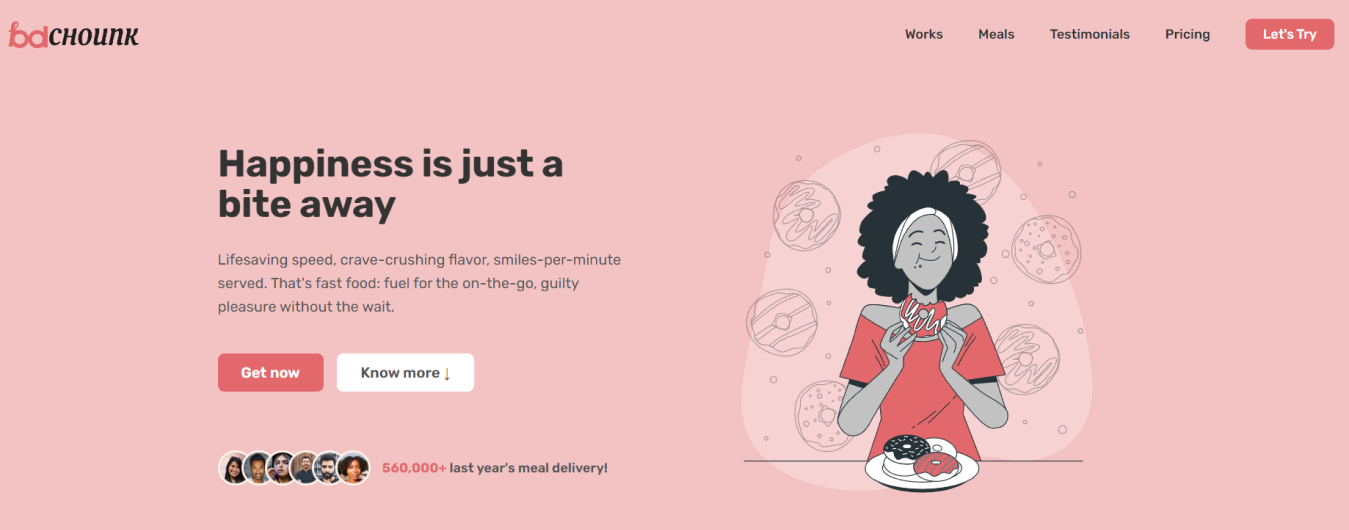 bdCHOUNK
Works
Meals
Testimonials
Pricing
Let's Try
Happiness is just a
bite away
Lifesaving speed, crave-crushing flavor, smiles-per-minute
served. That's fast food: fuel for the on-the-go, guilty
pleasure without the wait.
Get now
Know more ↓
560,000+ last year's meal delivery!